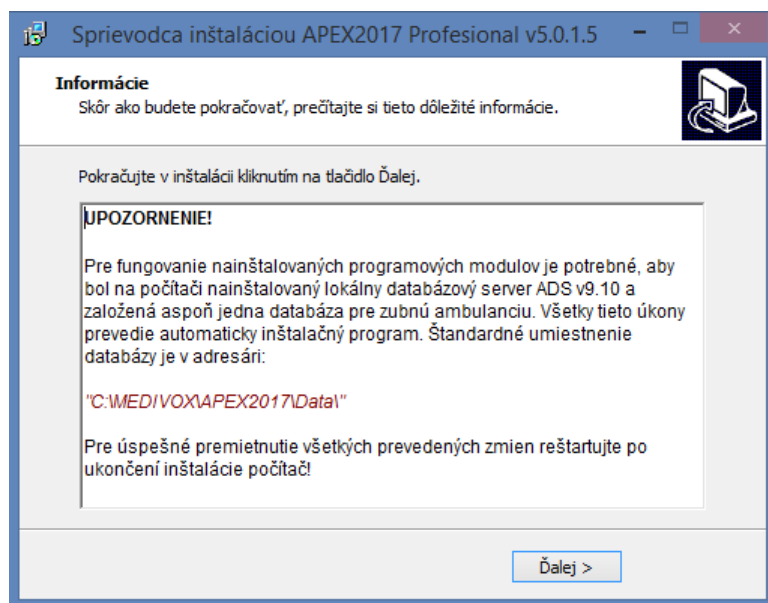 Sprievodca inštaláciou APEX2017 Profesional v5.0.1.5
Informácie
Skôr ako budete pokračovať, prečítajte si tieto dôležité informácie.
Pokračujte v inštalácii kliknutím na tlačidlo Ďalej.
UPOZORNENIE!
Pre fungovanie nainštalovaných programových modulov je potrebné, aby
bol na počítači nainštalovaný lokálny databázový server ADS v9.10 a
založená aspoň jedna databáza pre zubnú ambulanciu. Všetky tieto úkony
prevedie automaticky inštalačný program. Štandardné umiestnenie
databázy je v adresári:
"C:\MEDIVOX\APEX2017\Data\"
Pre úspešné premietnutie všetkých prevedených zmien reštartujte po
ukončení inštalácie počítač!
Ďalej >